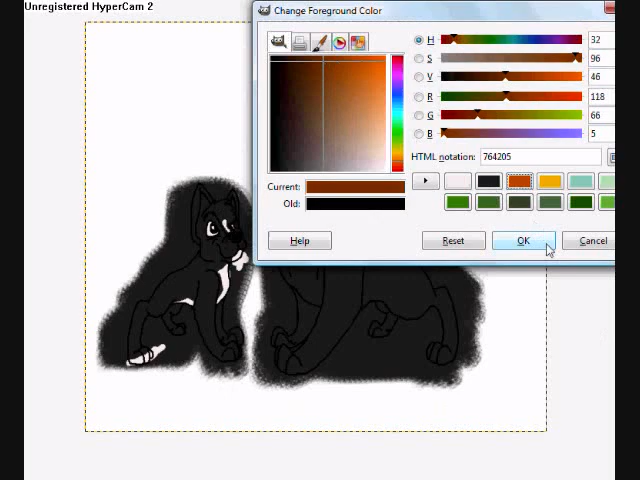 Unregistered HyperCam 2
Change Foreground Color
H 32
S 96
V 46
R 118
G 66
B 5
HTML notation: 764205
Current:
Old:
Help
Reset
OK
Cancel